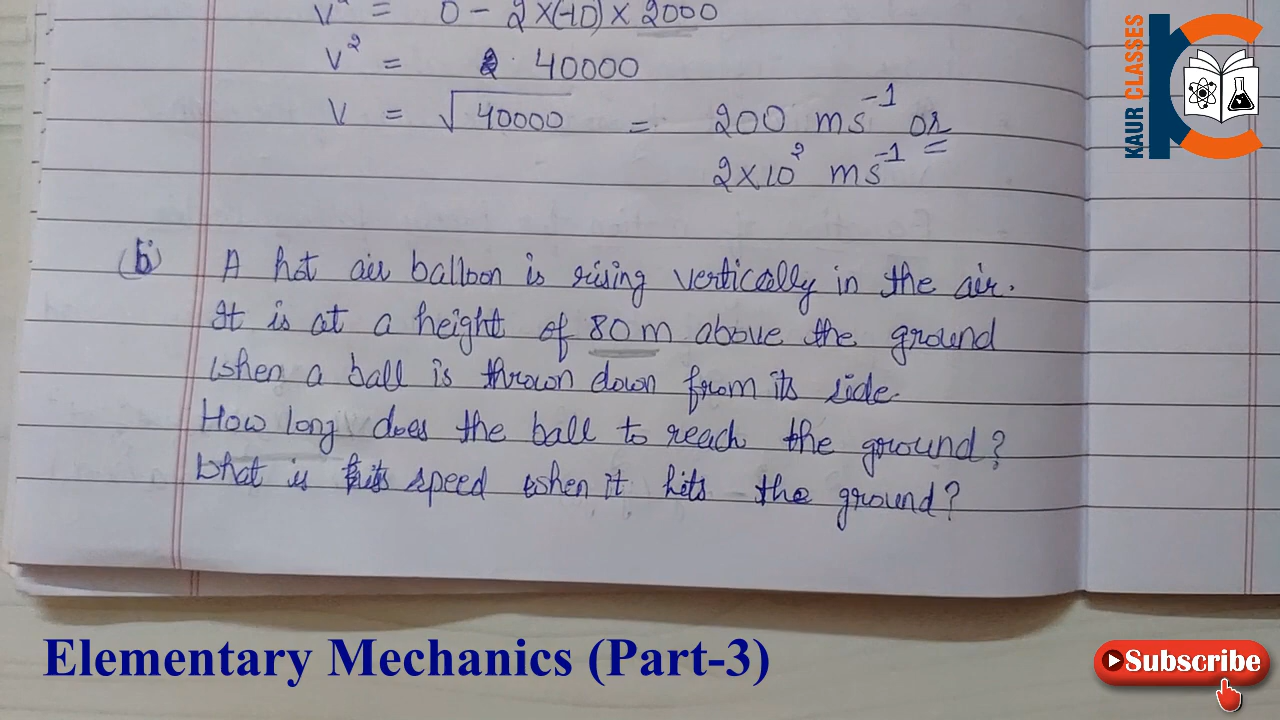 V² = 0 - 2×(-10) × 2000
V² = 40000
V = √40000 = 200 ms⁻¹ or
2×10² ms⁻¹
KAUR CLASSES
(b) A hot air balloon is rising vertically in the air.
It is at a height of 80 m above the ground
when a ball is thrown down from its side.
How long does the ball to reach the ground?
What is its speed when it hits the ground?
Elementary Mechanics (Part-3)
Subscribe